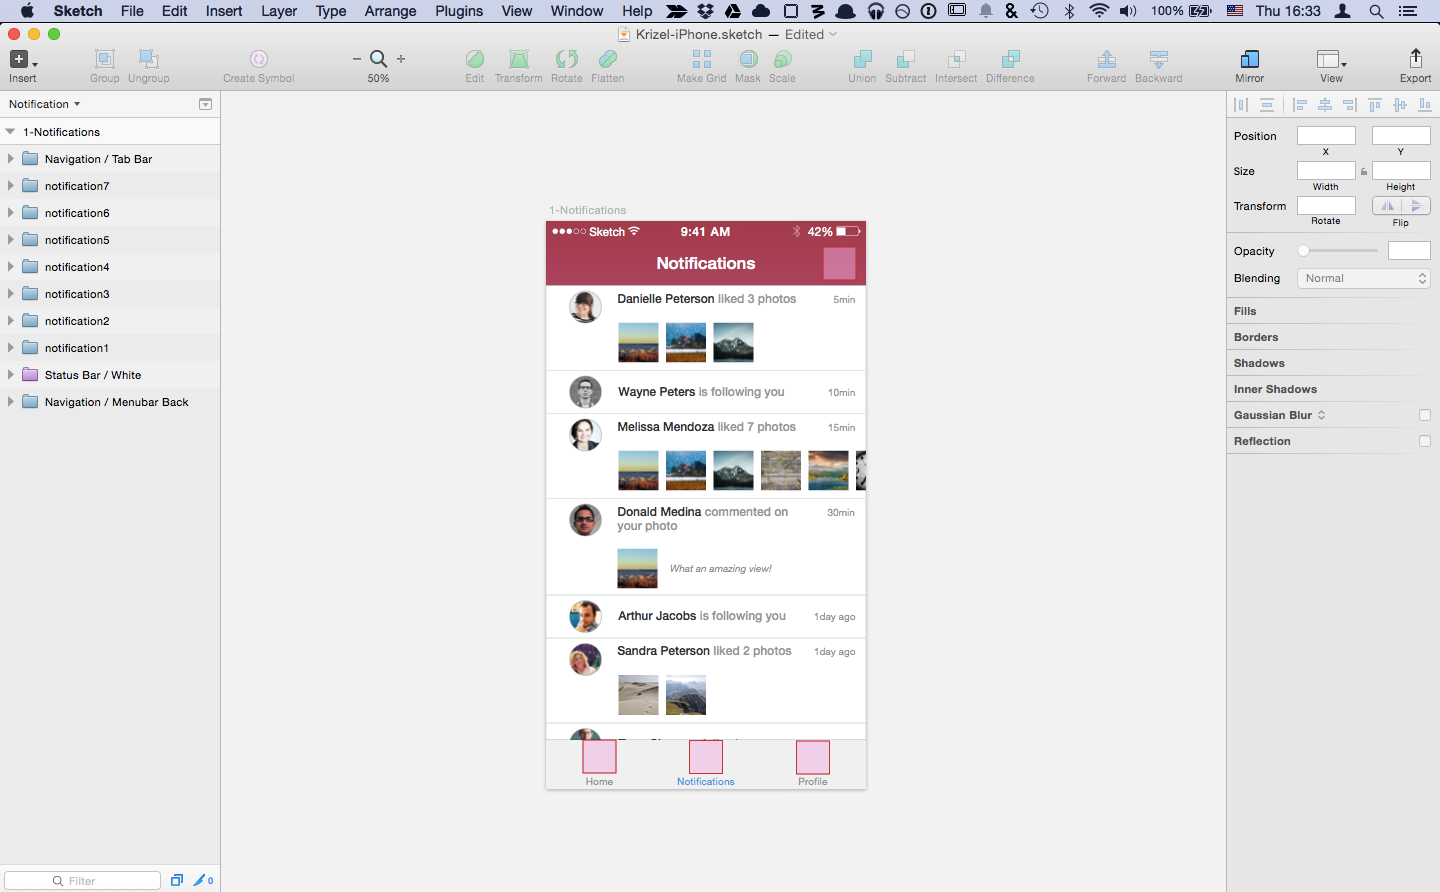 Sketch File Edit Insert Layer Type Arrange Plugins View Window Help 100% Thu 16:33
Krizel-iPhone.sketch — Edited
Insert Group Ungroup Create Symbol 50% Edit Transform Rotate Flatten Make Grid Mask Scale Union Subtract Intersect Difference Forward Backward Mirror View Export
Notification
1-Notifications
Navigation / Tab Bar
notification7
notification6
notification5
notification4
notification3
notification2
notification1
Status Bar / White
Navigation / Menubar Back
Filter
0
1-Notifications
Sketch 9:41 AM 42%
Notifications
Danielle Peterson liked 3 photos 5min
Wayne Peters is following you 10min
Melissa Mendoza liked 7 photos 15min
Donald Medina commented on 30min
your photo
What an amazing view!
Arthur Jacobs is following you 1day ago
Sandra Peterson liked 2 photos 1day ago
Home Notifications Profile
Position
X Y
Size
Width Height
Transform
Rotate Flip
Opacity
Blending Normal
Fills
Borders
Shadows
Inner Shadows
Gaussian Blur
Reflection